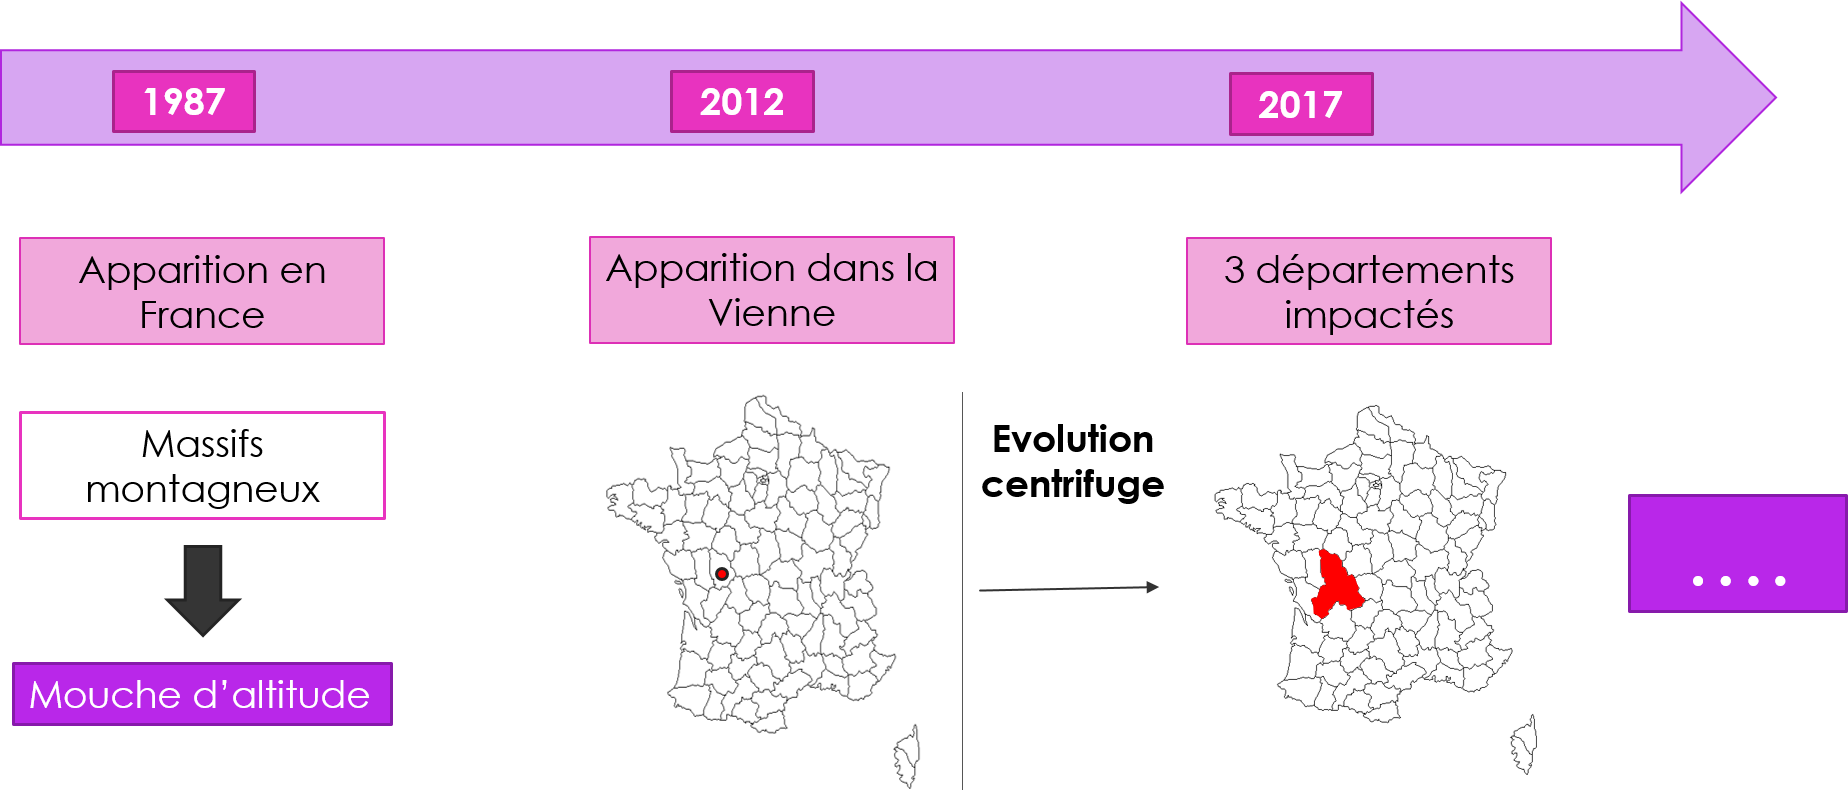 1987
2012
2017
Apparition en
France
Apparition dans la
Vienne
3 départements
impactés
Massifs
montagneux
Evolution
centrifuge
Mouche d’altitude
. . . .